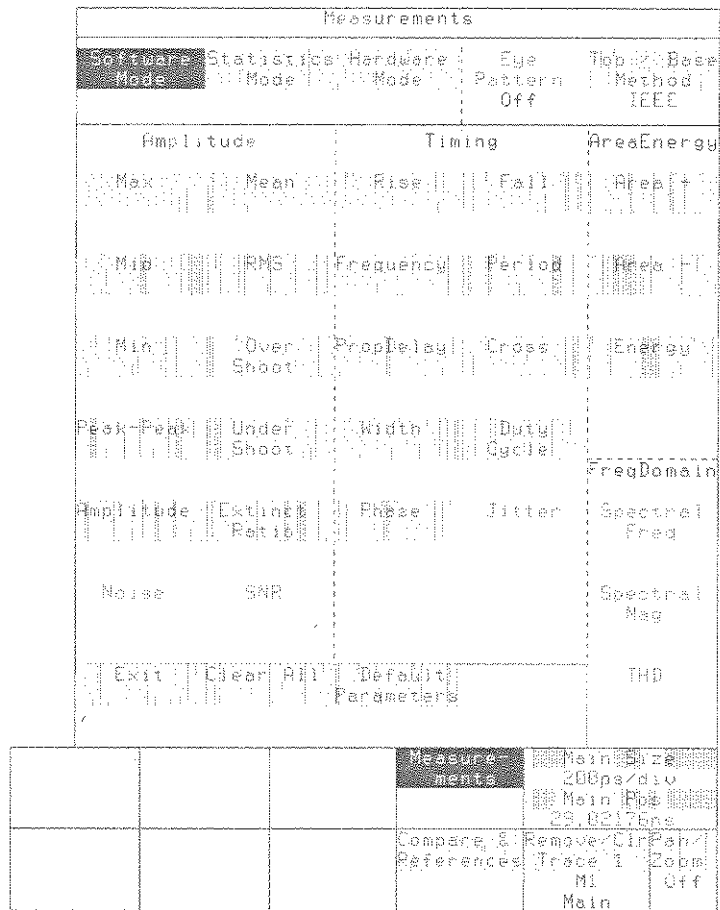 Measurements
Software Statistics Hardware Eye Top / Base
Mode Mode Mode Pattern Method
Off IEEE
Amplitude Timing AreaEnergy
Max Mean Rise Fall Area +
Mid RMS Frequency Period Area -
Min Over PropDelay Cross Energy
Shoot
Peak-Peak Under Width Duty
Shoot Cycle
FreqDomain
Amplitude Extinct Phase Jitter Spectral
Ratio Freq
Noise SNR Spectral
Mag
Exit Clear All Default THD
Parameters
Measure- Main Size
ments 200ps/div
Main Pos
29.02176ns
Compare & Remove/Clr Pan/
References Trace 1 Zoom
M1 Off
Main